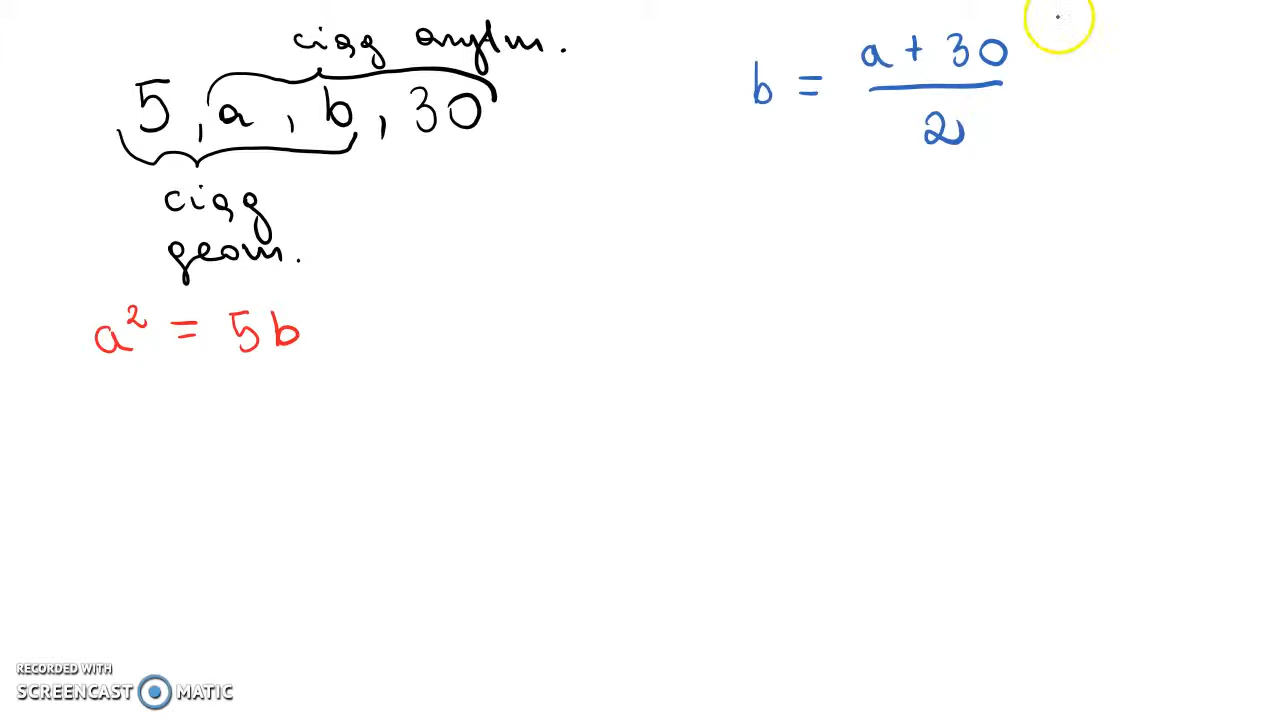 ciąg arytm.
5, a, b, 30
ciąg
geom.
a² = 5b
b = (a + 30) / 2
RECORDED WITH
SCREENCAST MATIC